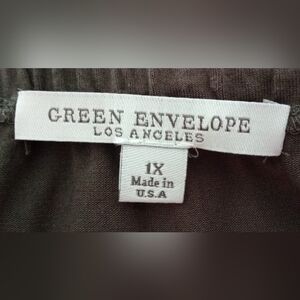 GREEN ENVELOPE
LOS ANGELES
1X
Made in
U.S.A